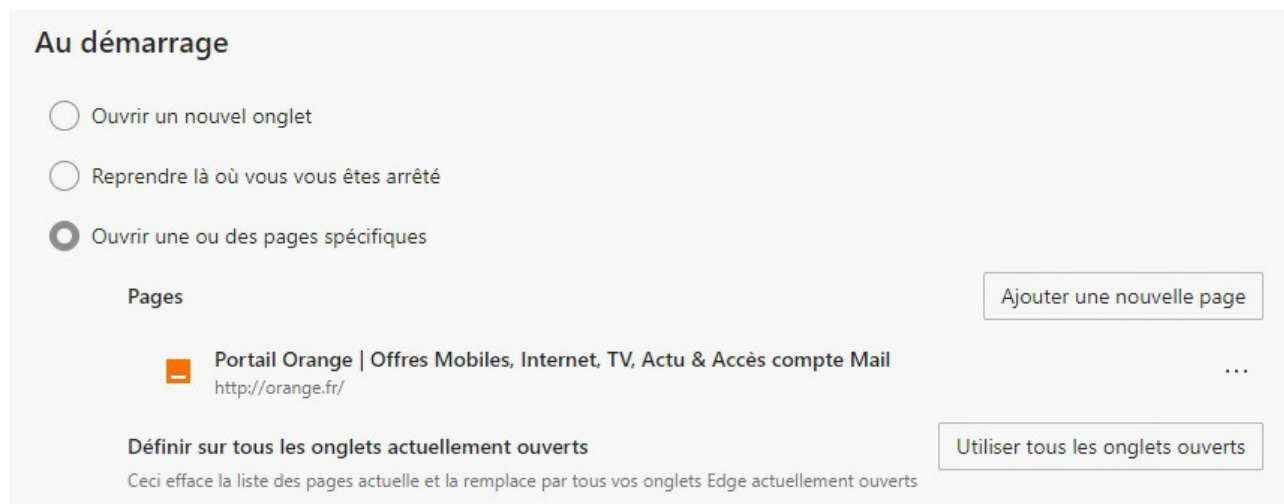 Au démarrage
Ouvrir un nouvel onglet
Reprendre là où vous vous êtes arrêté
Ouvrir une ou des pages spécifiques
Pages
Ajouter une nouvelle page
Portail Orange | Offres Mobiles, Internet, TV, Actu & Accès compte Mail
http://orange.fr/
...
Définir sur tous les onglets actuellement ouverts
Utiliser tous les onglets ouverts
Ceci efface la liste des pages actuelle et la remplace par tous vos onglets Edge actuellement ouverts